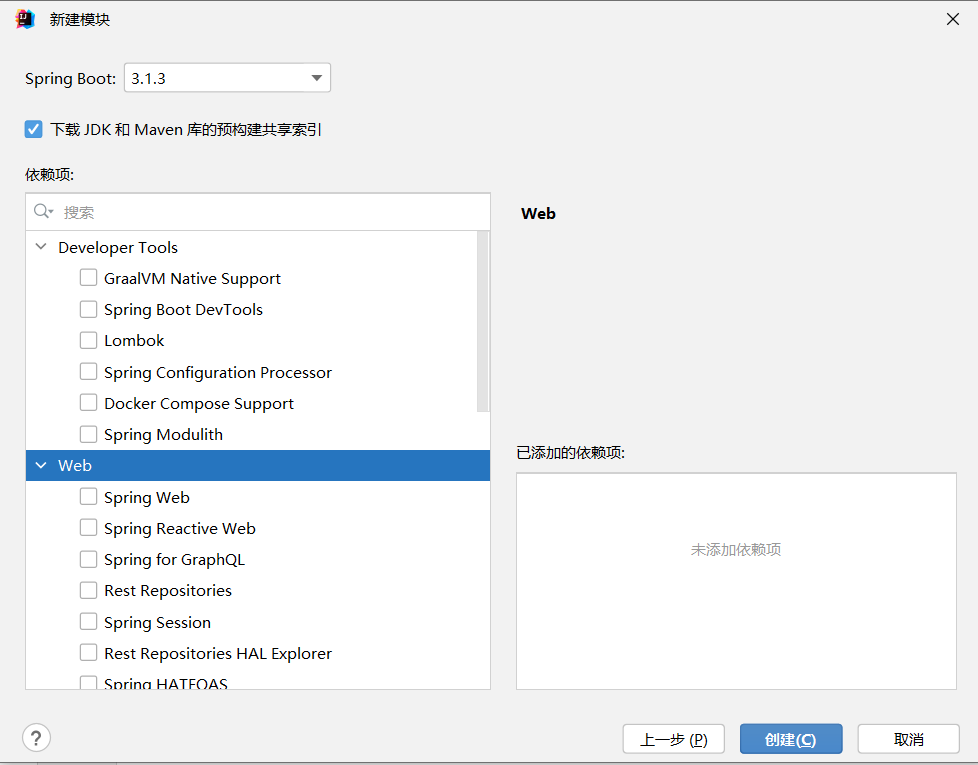 新建模块
Spring Boot: 3.1.3
下载 JDK 和 Maven 库的预构建共享索引
依赖项:
搜索
Developer Tools
GraalVM Native Support
Spring Boot DevTools
Lombok
Spring Configuration Processor
Docker Compose Support
Spring Modulith
Web
Spring Web
Spring Reactive Web
Spring for GraphQL
Rest Repositories
Spring Session
Rest Repositories HAL Explorer
Spring HATEOAS
Web
已添加的依赖项:
未添加依赖项
?
上一步 (P)
创建(C)
取消